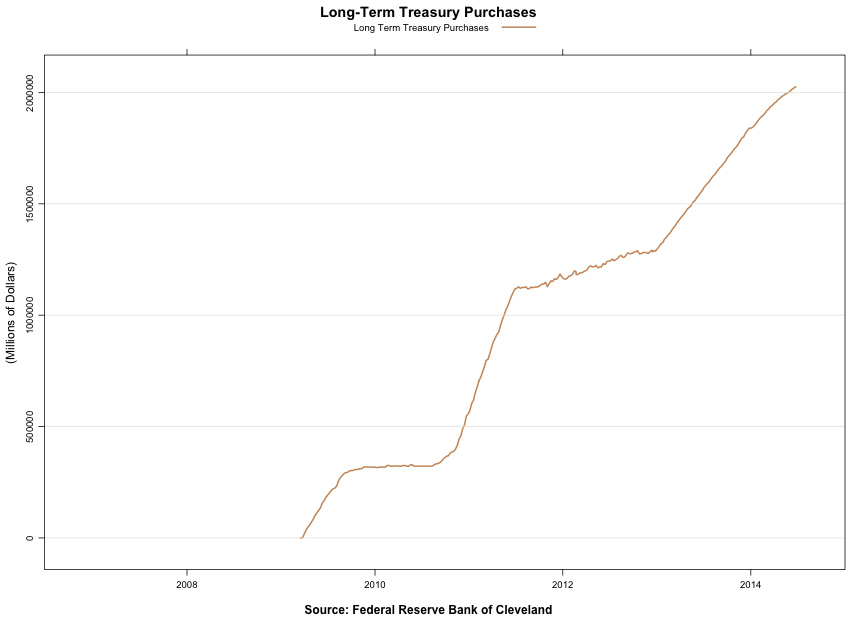 Long-Term Treasury Purchases
Long Term Treasury Purchases
(Millions of Dollars)
2000000
1500000
1000000
500000
0
2008 2010 2012 2014
Source: Federal Reserve Bank of Cleveland